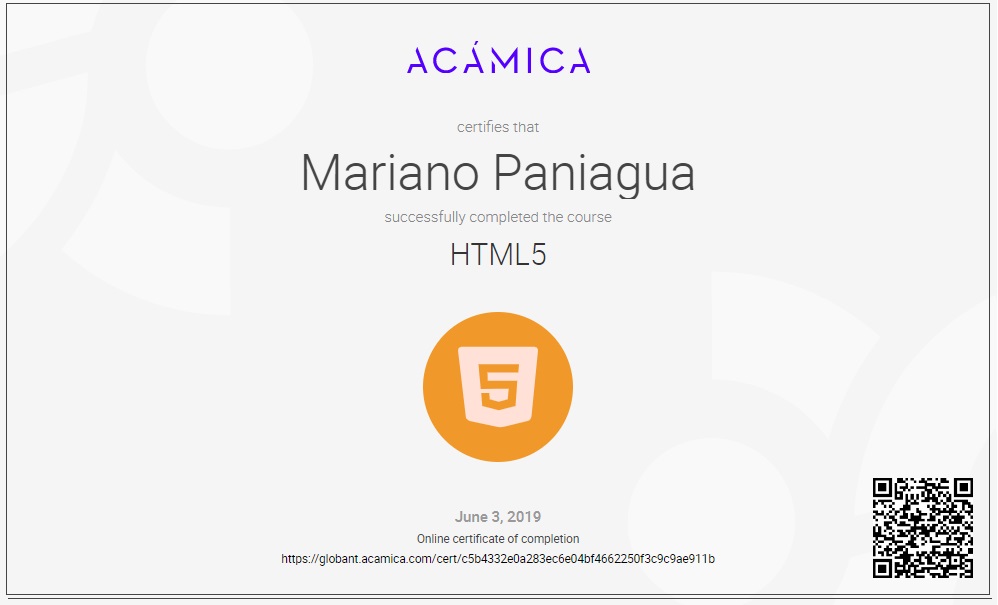 ACÁMICA
certifies that
Mariano Paniagua
successfully completed the course
HTML5
5
June 3, 2019
Online certificate of completion
https://globant.acamica.com/cert/c5b4332e0a283ec6e04bf4662250f3c9c9ae911b